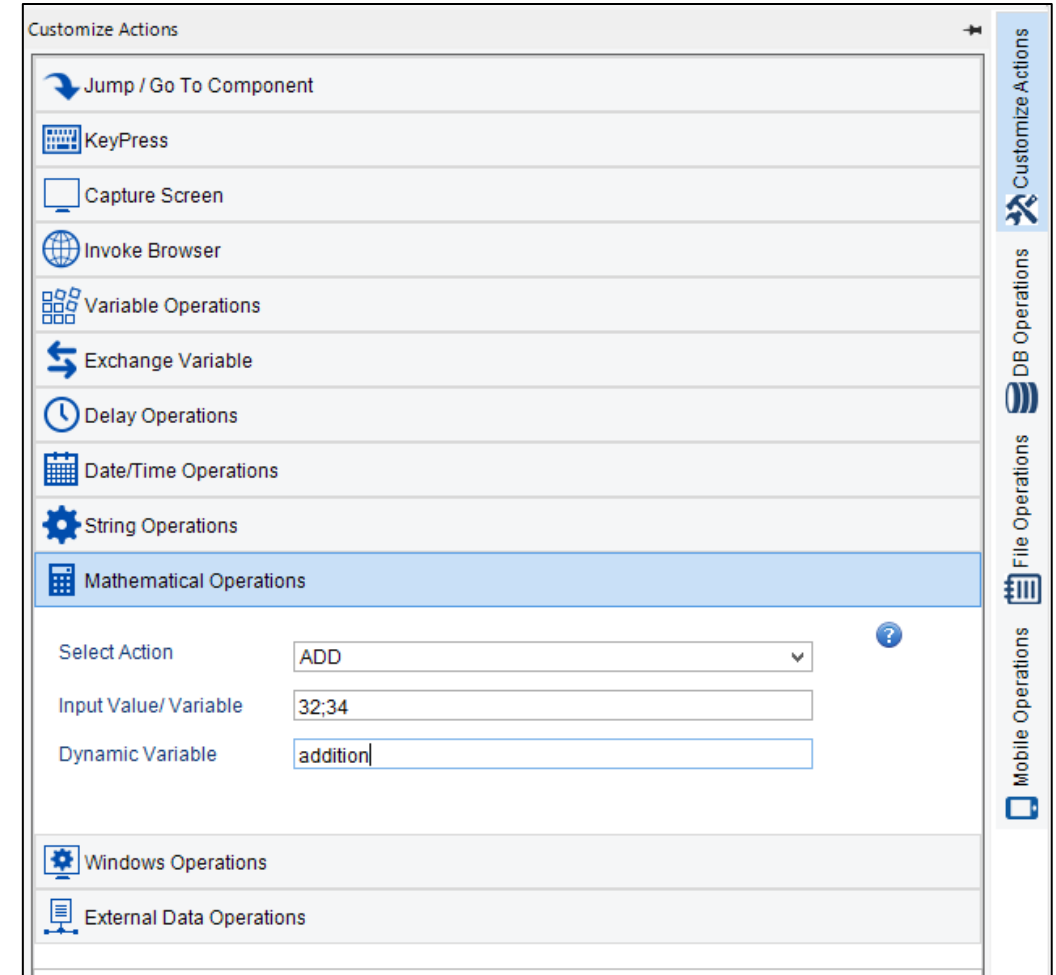 Customize Actions
Jump / Go To Component
KeyPress
Capture Screen
Invoke Browser
Variable Operations
Exchange Variable
Delay Operations
Date/Time Operations
String Operations
Mathematical Operations
Select Action
ADD
?
Input Value/ Variable
32;34
Dynamic Variable
addition
Windows Operations
External Data Operations
Customize Actions
DB Operations
File Operations
Mobile Operations